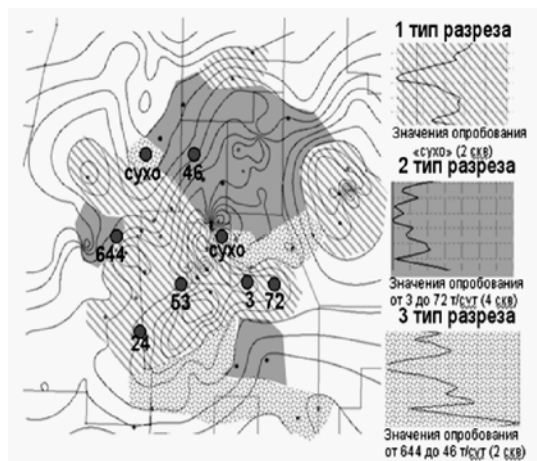 1 тип разреза
Значения опробования
«сухо» (2 скв)
2 тип разреза
Значения опробования
от 3 до 72 т/сут (4 скв)
3 тип разреза
Значения опробования
от 644 до 46 т/сут (2 скв)
сухо
46
644
сухо
53
3
72
24